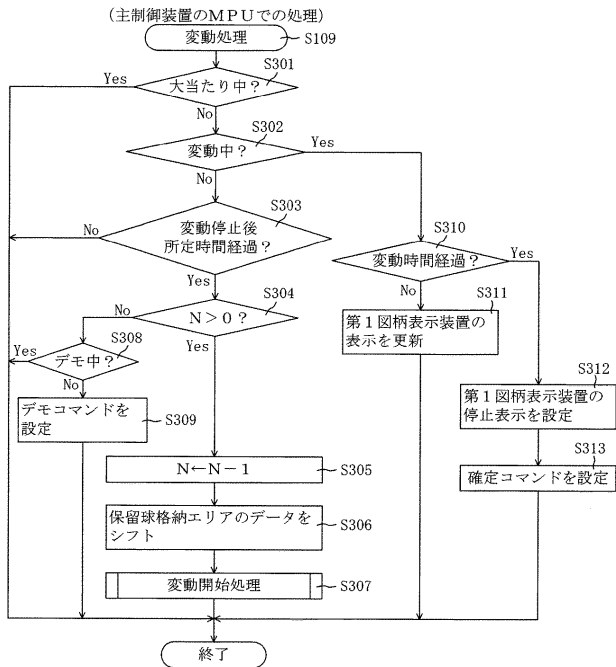 (主制御装置のMPUでの処理)
変動処理
S109
S301
Yes
大当たり中?
No
S302
変動中?
Yes
No
S303
No
変動停止後
所定時間経過?
Yes
S310
変動時間経過?
Yes
No
S304
N>0?
No
Yes
S308
Yes
デモ中?
No
S311
第1図柄表示装置の
表示を更新
S309
デモコマンドを
設定
S312
第1図柄表示装置の
停止表示を設定
S305
N←N-1
S313
確定コマンドを設定
S306
保留球格納エリアのデータを
シフト
S307
変動開始処理
終了